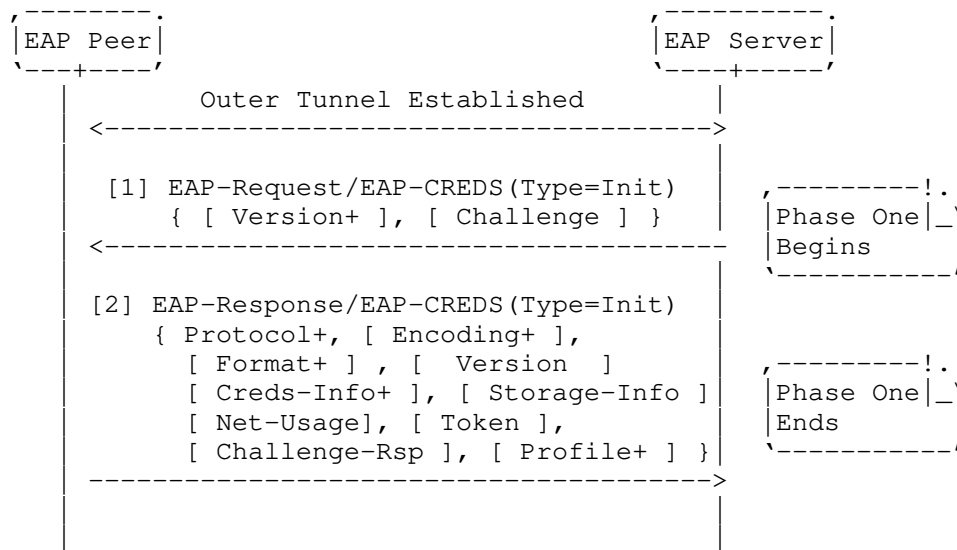 EAP Peer
EAP Server
Outer Tunnel Established
[1] EAP-Request/EAP-CREDS(Type=Init)
{ [ Version+ ], [ Challenge ] }
Phase One
Begins
[2] EAP-Response/EAP-CREDS(Type=Init)
{ Protocol+, [ Encoding+ ],
[ Format+ ] , [  Version  ]
[ Creds-Info+ ], [ Storage-Info ]
[ Net-Usage], [ Token ],
[ Challenge-Rsp ], [ Profile+ ] }
Phase One
Ends